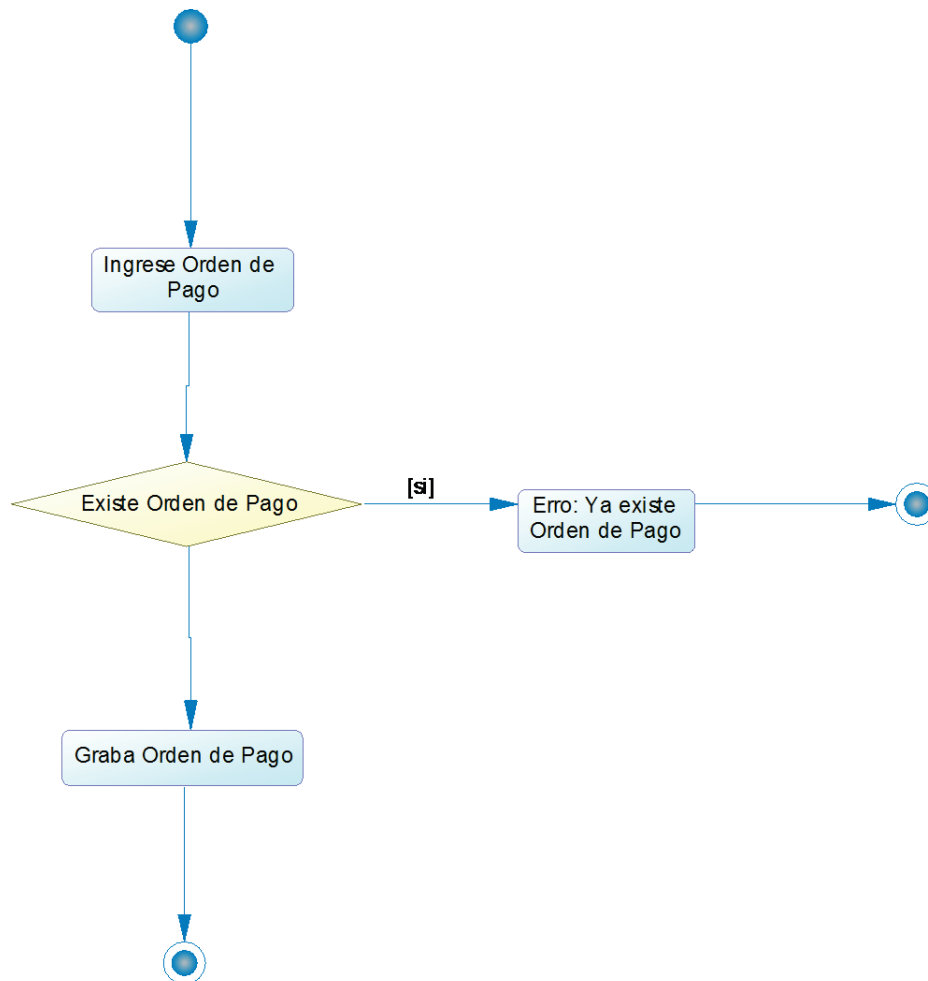 Ingrese Orden de
Pago
Existe Orden de Pago
[si]
Erro: Ya existe
Orden de Pago
Graba Orden de Pago